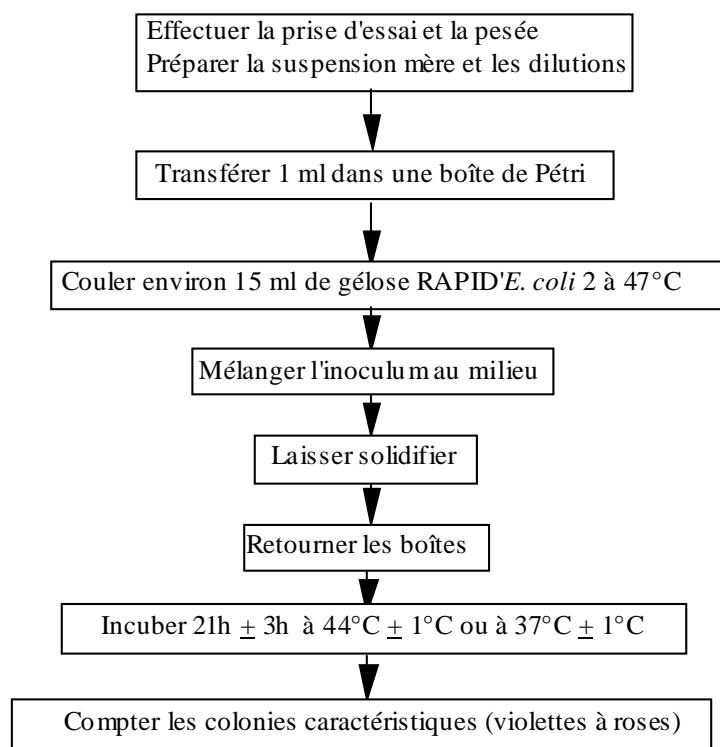 Effectuer la prise d'essai et la pesée
Préparer la suspension mère et les dilutions
Transférer 1 ml dans une boîte de Pétri
Couler environ 15 ml de gélose RAPID'E. coli 2 à 47°C
Mélanger l'inoculum au milieu
Laisser solidifier
Retourner les boîtes
Incuber 21h ± 3h à 44°C ± 1°C ou à 37°C ± 1°C
Compter les colonies caractéristiques (violettes à roses)